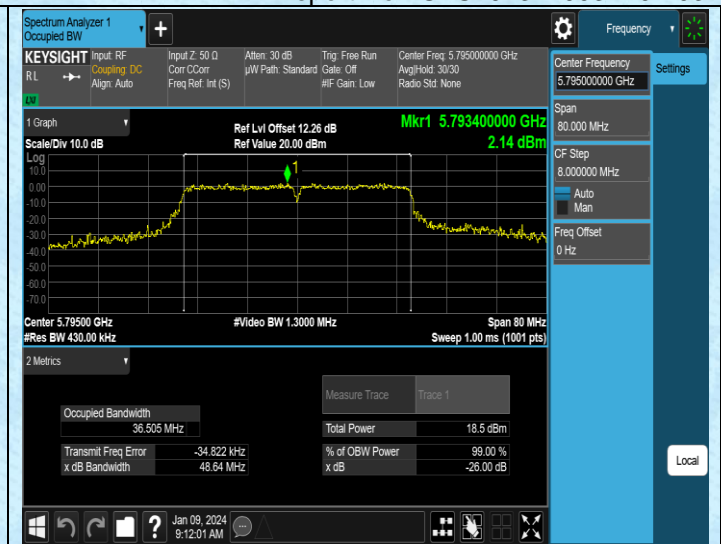 Spectrum Analyzer 1
Occupied BW
+
Frequency
KEYSIGHT
RL
LXI
Input: RF
Coupling: DC
Align: Auto
Input Z: 50 Ω
Corr CCorr
Freq Ref: Int (S)
Atten: 30 dB
µW Path: Standard
Trig: Free Run
Gate: Off
#IF Gain: Low
Center Freq: 5.795000000 GHz
Avg|Hold: 30/30
Radio Std: None
Center Frequency
5.795000000 GHz
Settings
Span
80.000 MHz
CF Step
8.000000 MHz
Auto
Man
Freq Offset
0 Hz
1 Graph
Scale/Div 10.0 dB
Ref Lvl Offset 12.26 dB
Ref Value 20.00 dBm
Mkr1 5.793400000 GHz
2.14 dBm
Log
10.0
0.00
-10.0
-20.0
-30.0
-40.0
-50.0
-60.0
-70.0
1
Center 5.79500 GHz
#Res BW 430.00 kHz
#Video BW 1.3000 MHz
Span 80 MHz
Sweep 1.00 ms (1001 pts)
2 Metrics
Measure Trace
Trace 1
Occupied Bandwidth
36.505 MHz
Total Power
18.5 dBm
Transmit Freq Error
-34.822 kHz
% of OBW Power
99.00 %
x dB Bandwidth
48.64 MHz
x dB
-26.00 dB
Local
?
Jan 09, 2024
9:12:01 AM